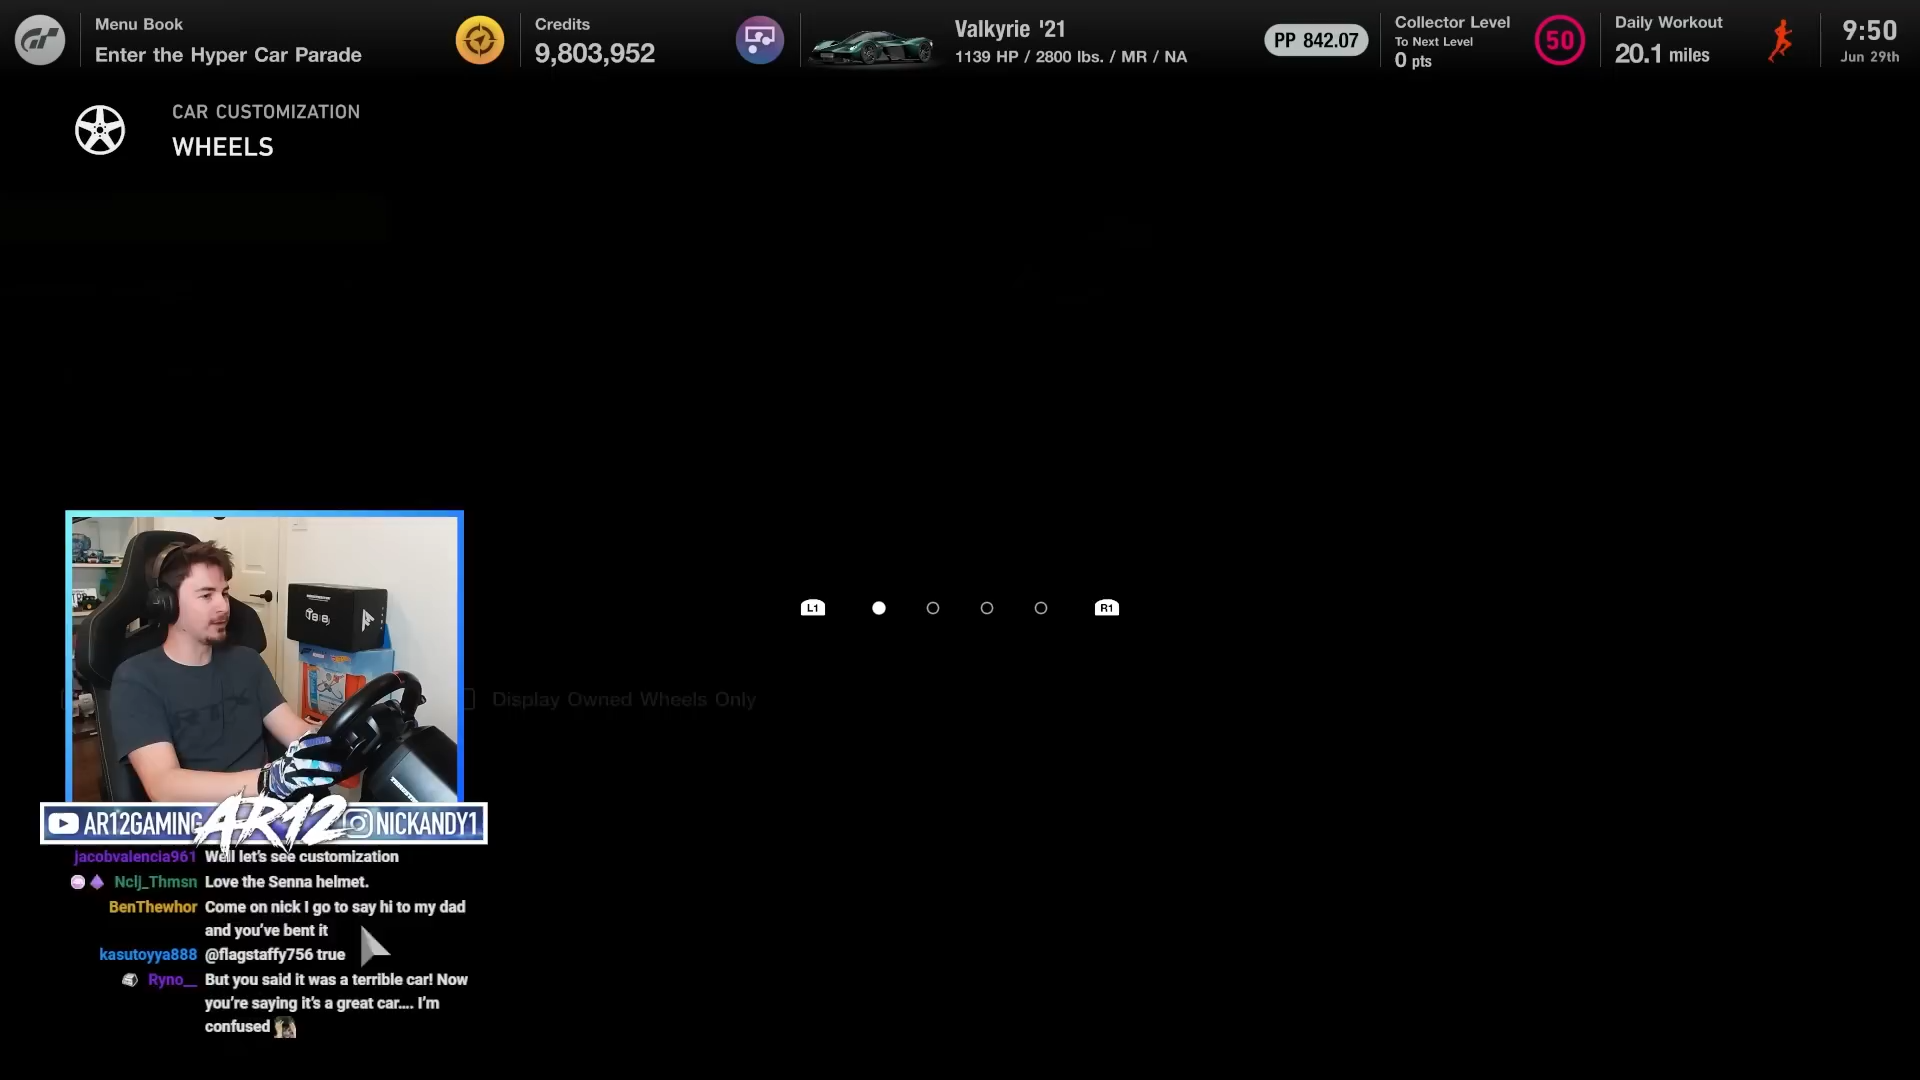 Menu Book
Enter the Hyper Car Parade
Credits
9,803,952
Valkyrie '21
1139 HP / 2800 lbs. / MR / NA
PP 842.07
Collector Level
To Next Level
0 pts
50
Daily Workout
20.1 miles
9:50
Jun 29th
CAR CUSTOMIZATION
WHEELS
L1
R1
Display Owned Wheels Only
AR12GAMING
AR12
NICKANDY1
jacobvalencia961 Well let's see customization
Nclj_Thmsn Love the Senna helmet.
BenThewhor Come on nick I go to say hi to my dad
and you've bent it
kasutoyya888 @flagstaffy756 true
Ryno__ But you said it was a terrible car! Now
you're saying it's a great car.... I'm
confused